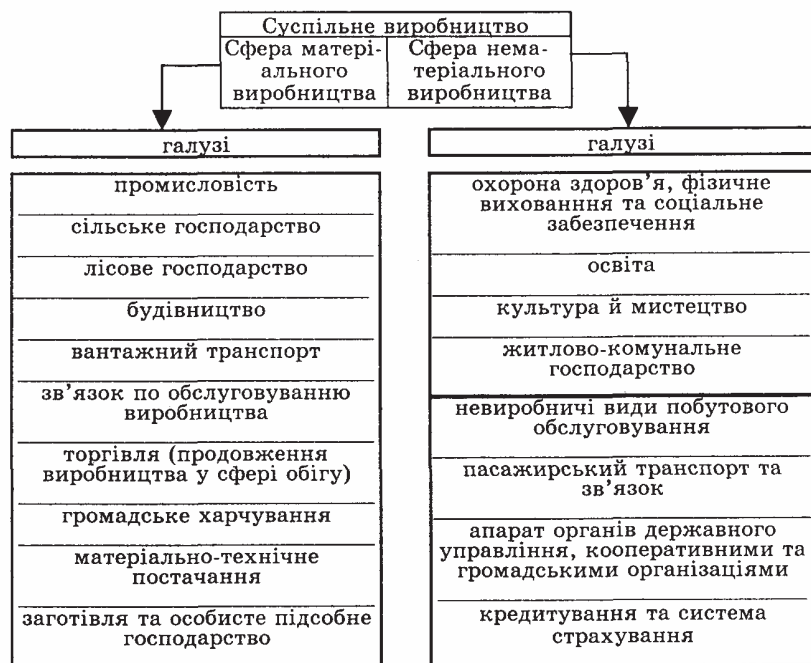 Суспільне виробництво
Сфера матері-
ального
виробництва
Сфера нема-
теріального
виробництва
галузі
промисловість
сільське господарство
лісове господарство
будівництво
вантажний транспорт
зв’язок по обслуговуванню
виробництва
торгівля (продовження
виробництва у сфері обігу)
громадське харчування
матеріально-технічне
постачання
заготівля та особисте підсобне
господарство
галузі
охорона здоров’я, фізичне
виховання та соціальне
забезпечення
освіта
культура й мистецтво
житлово-комунальне
господарство
невиробничі види побутового
обслуговування
пасажирський транспорт та
зв’язок
апарат органів державного
управління, кооперативними та
громадськими організаціями
кредитування та система
страхування